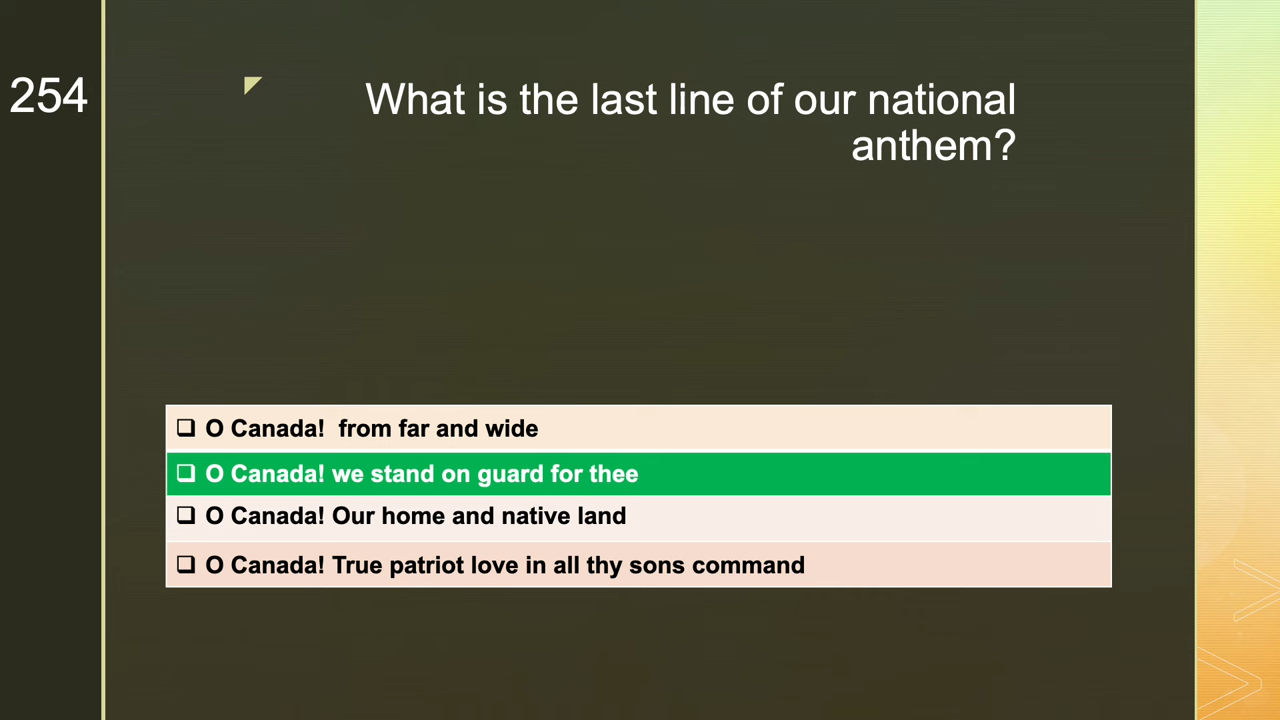 254
What is the last line of our national
anthem?
❑ O Canada!  from far and wide
❑ O Canada! we stand on guard for thee
❑ O Canada! Our home and native land
❑ O Canada! True patriot love in all thy sons command